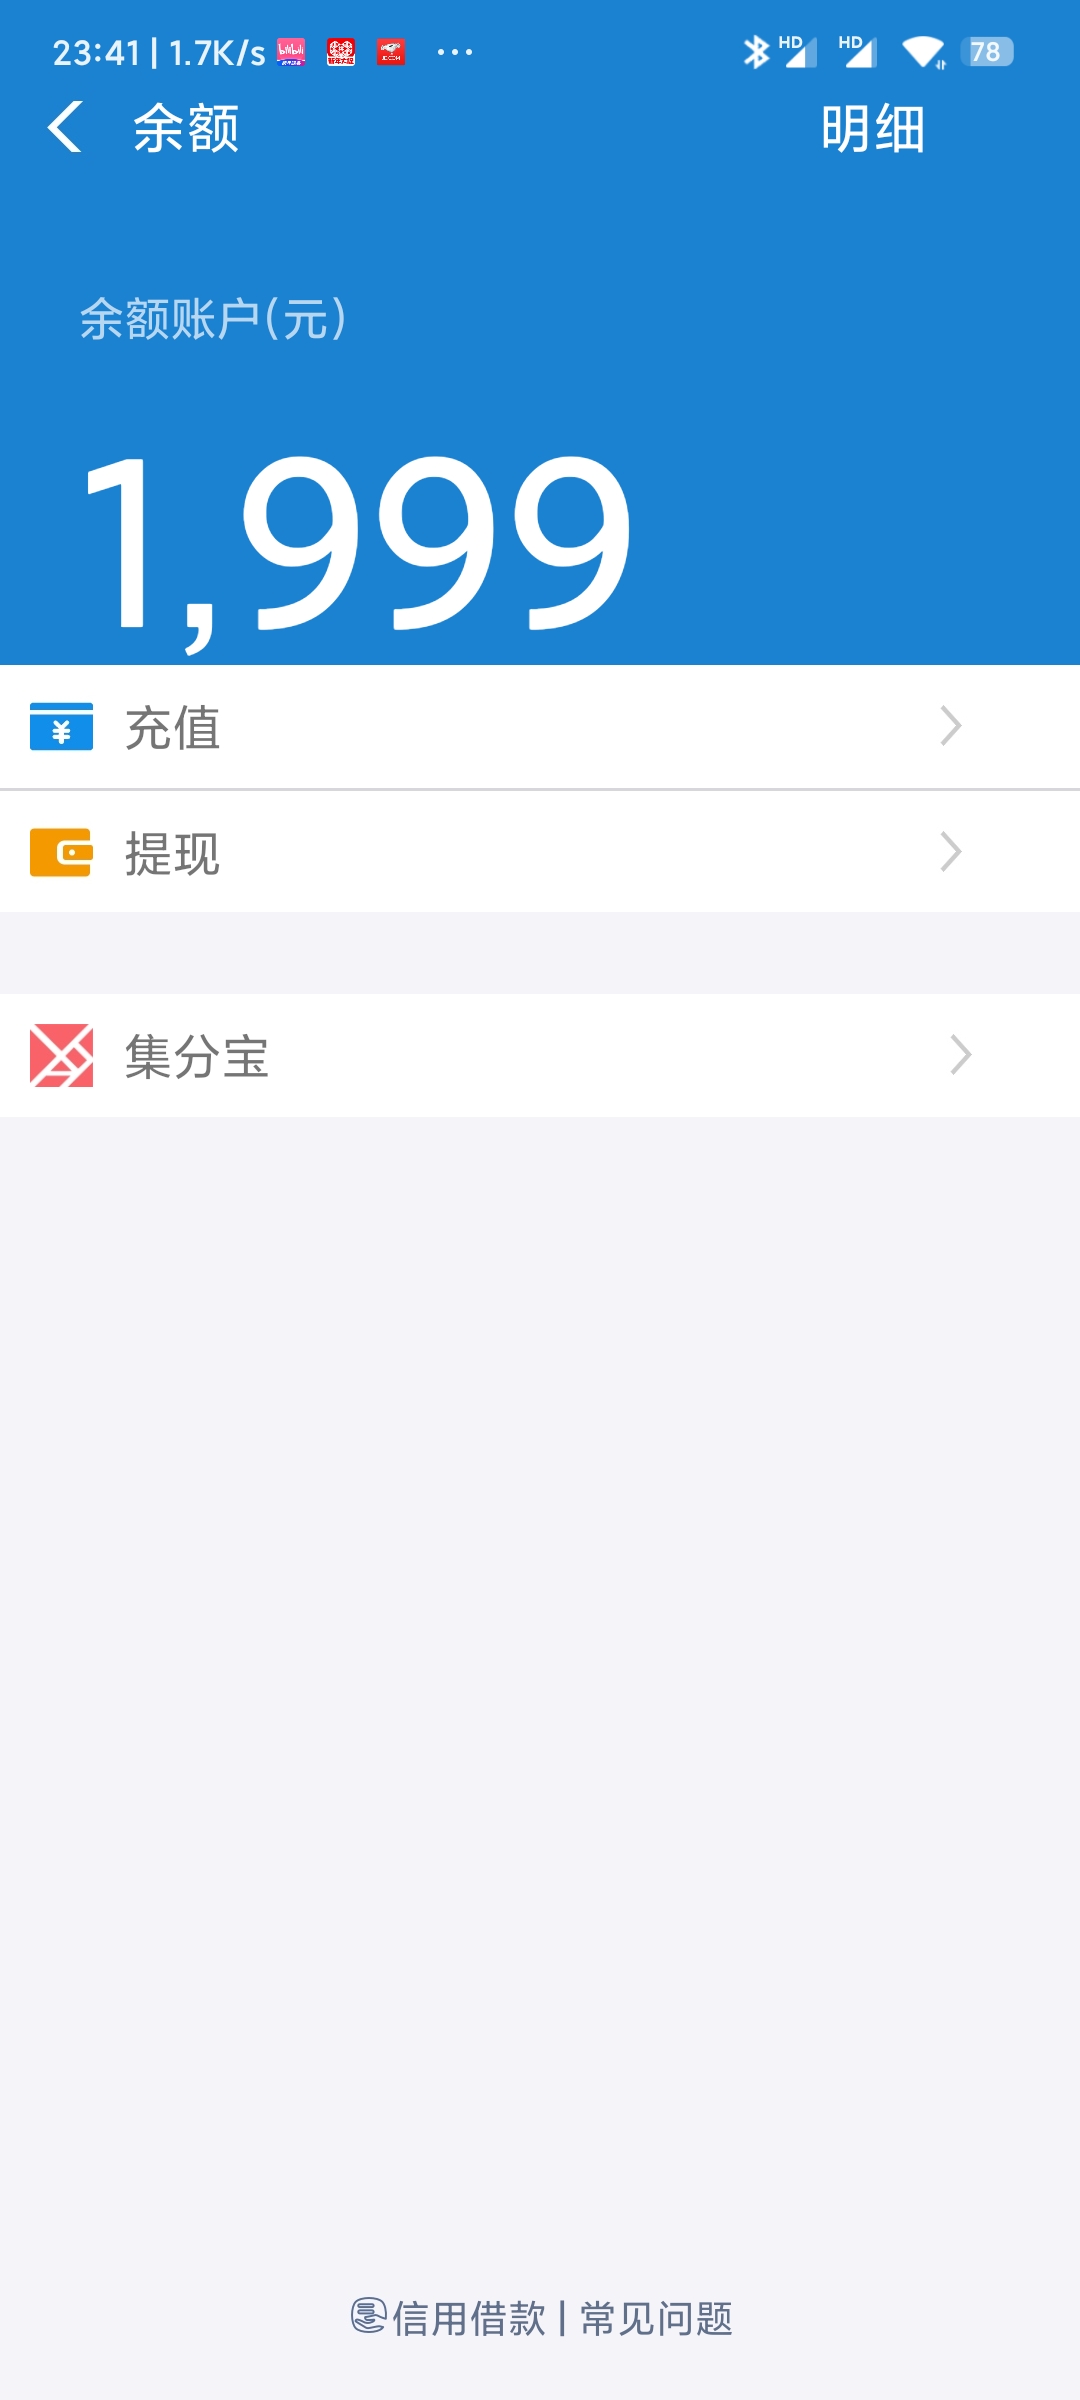 23:41 | 1.7K/s bilibili ... HD HD 78
余额 明细
余额账户(元)
1,999
充值
提现
集分宝
信用借款 | 常见问题